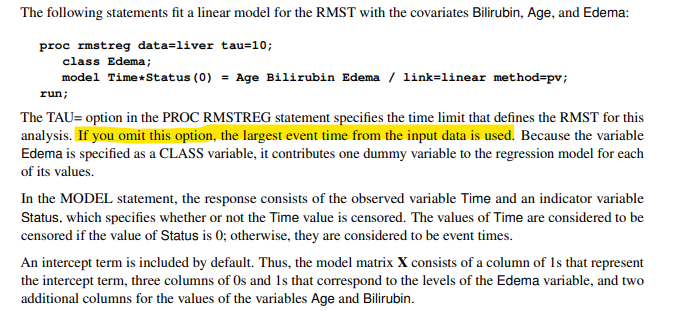 The following statements fit a linear model for the RMST with the covariates Bilirubin, Age, and Edema:
proc rmstreg data=liver tau=10;
class Edema;
model Time*Status(0) = Age Bilirubin Edema / link=linear method=pv;
run;
The TAU= option in the PROC RMSTREG statement specifies the time limit that defines the RMST for this
analysis. If you omit this option, the largest event time from the input data is used. Because the variable
Edema is specified as a CLASS variable, it contributes one dummy variable to the regression model for each
of its values.
In the MODEL statement, the response consists of the observed variable Time and an indicator variable
Status, which specifies whether or not the Time value is censored. The values of Time are considered to be
censored if the value of Status is 0; otherwise, they are considered to be event times.
An intercept term is included by default. Thus, the model matrix X consists of a column of 1s that represent
the intercept term, three columns of 0s and 1s that correspond to the levels of the Edema variable, and two
additional columns for the values of the variables Age and Bilirubin.